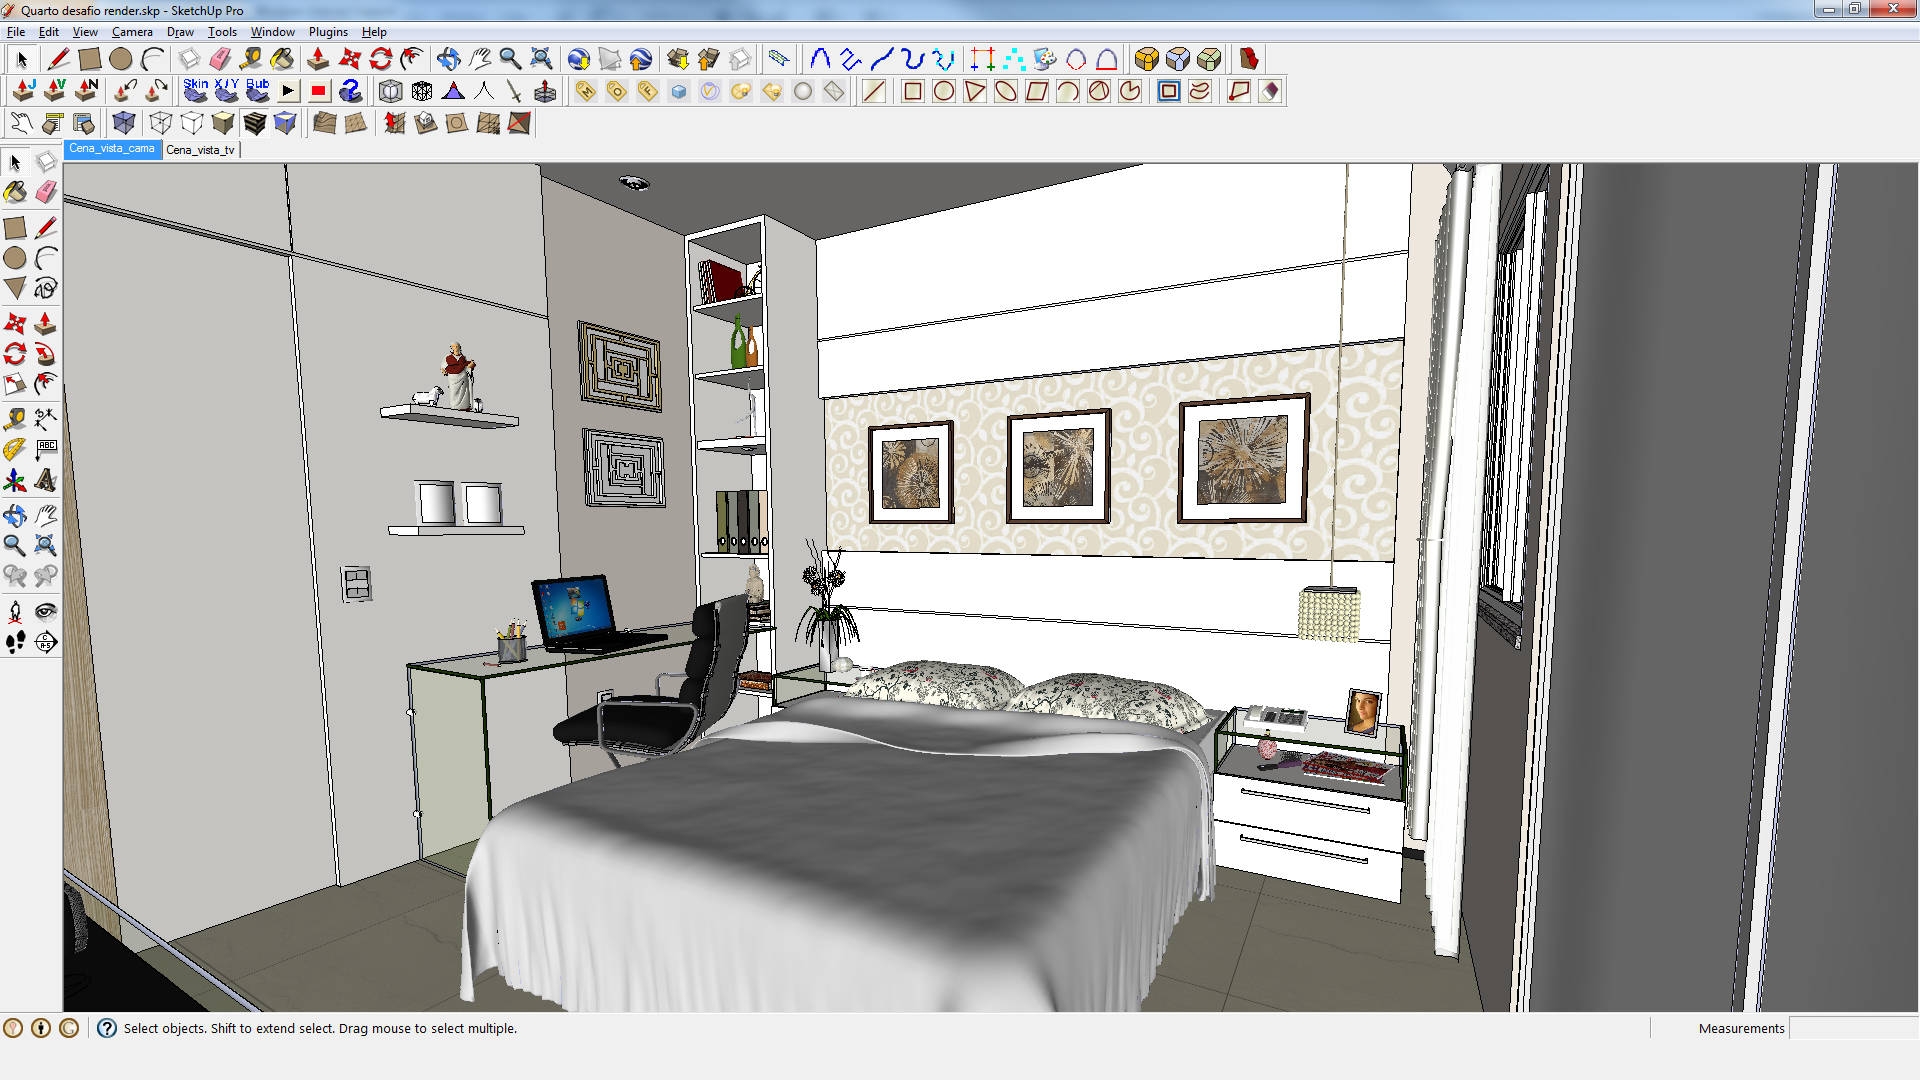 Quarto desafio render.skp - SketchUp Pro
File Edit View Camera Draw Tools Window Plugins Help
J V N Skin X/Y Bub
Cena_vista_cama Cena_vista_tv
ABC
Select objects. Shift to extend select. Drag mouse to select multiple.
Measurements